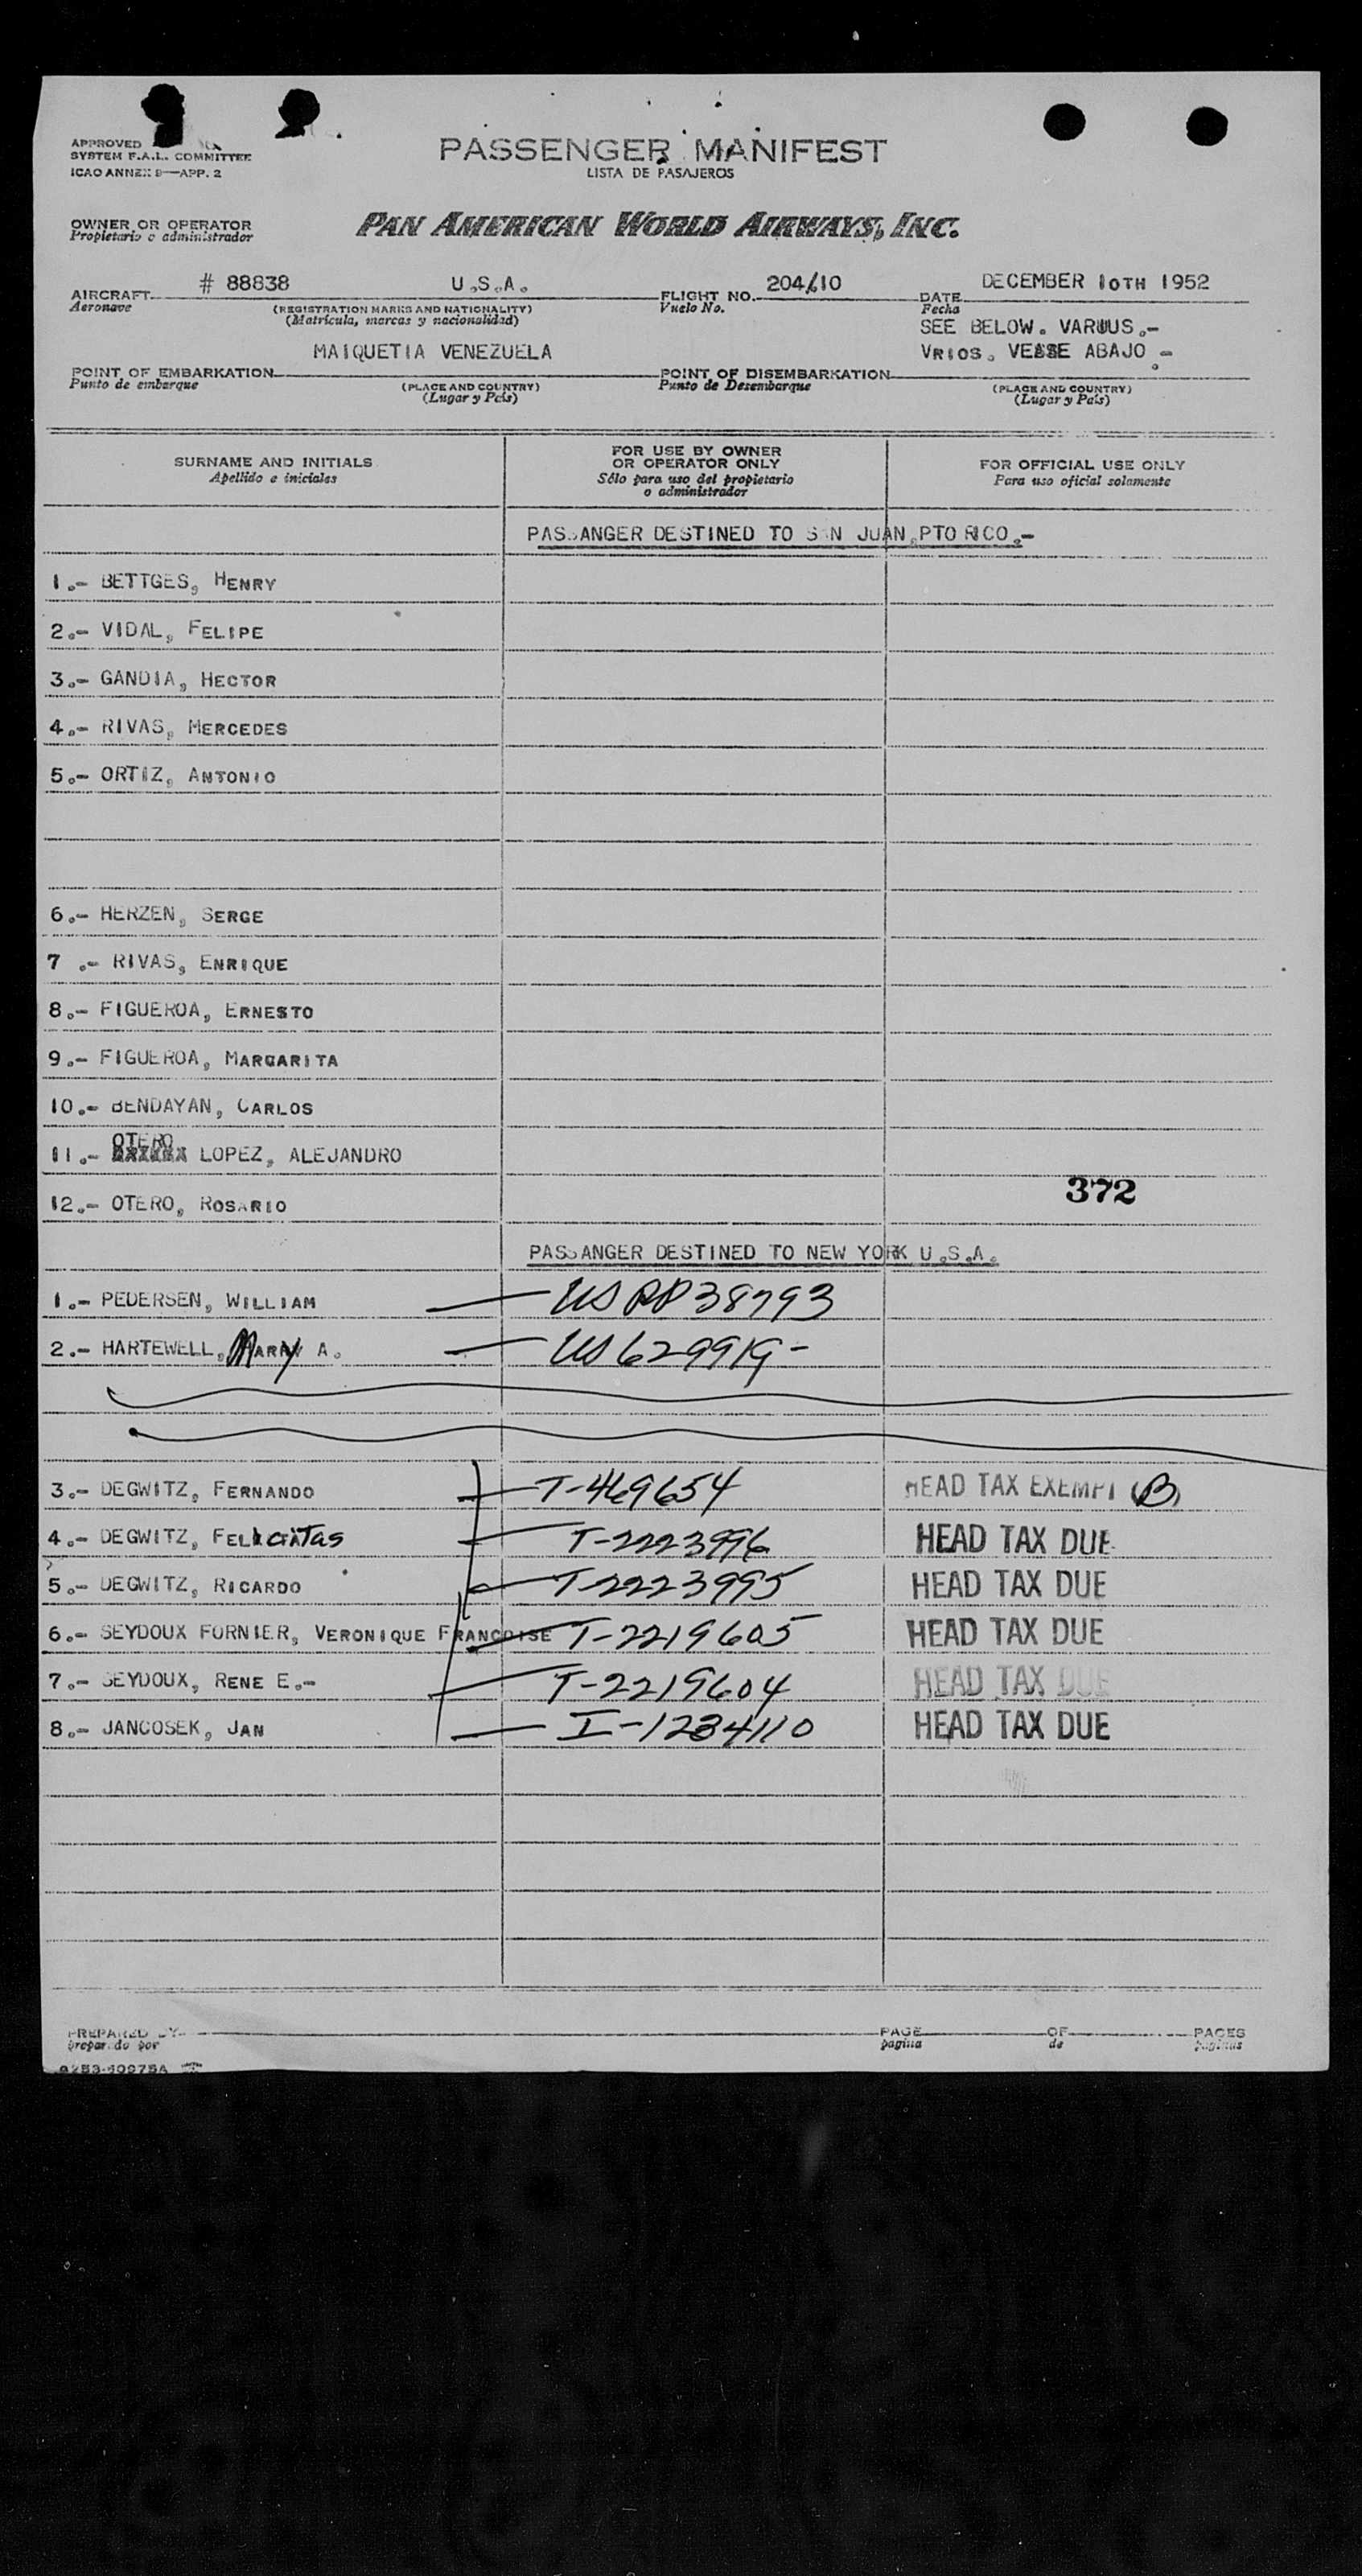 APPROVED
SYSTEM F.A.L. COMMITTEE
ICAO ANNEX 9—APP. 2
PASSENGER MANIFEST
LISTA DE PASAJEROS
OWNER OR OPERATOR
Propietario o administrador
PAN AMERICAN WORLD AIRWAYS, INC.
AIRCRAFT # 88838 U.S.A. FLIGHT NO. 204/10 DATE DECEMBER 10TH 1952
Aeronave (REGISTRATION MARKS AND NATIONALITY) Vuelo No. Fecha
(Matrícula, marcas y nacionalidad)
SEE BELOW. VARIUS.-
MAIQUETIA VENEZUELA VRIOS. VEASE ABAJO.-
POINT OF EMBARKATION POINT OF DISEMBARKATION
Punto de embarque (PLACE AND COUNTRY) Punto de Desembarque (PLACE AND COUNTRY)
(Lugar y País) (Lugar y País)
SURNAME AND INITIALS FOR USE BY OWNER OR OPERATOR ONLY FOR OFFICIAL USE ONLY
Apellido e iniciales Sólo para uso del propietario o administrador Para uso oficial solamente
PASSANGER DESTINED TO SAN JUAN, PTO RICO.-
1.- BETTGES, HENRY
2.- VIDAL, FELIPE
3.- GANDIA, HECTOR
4.- RIVAS, MERCEDES
5.- ORTIZ, ANTONIO
6.- HERZEN, SERGE
7 .- RIVAS, ENRIQUE
8.- FIGUEROA, ERNESTO
9.- FIGUEROA, MARGARITA
10.- BENDAYAN, CARLOS
11.- OTERO LOPEZ, ALEJANDRO
12.- OTERO, ROSARIO 372
PASSANGER DESTINED TO NEW YORK U.S.A.
1.- PEDERSEN, WILLIAM — US PP38793
2.- HARTEWELL, Mary A. — US 629919-
3.- DEGWITZ, FERNANDO T-469654 HEAD TAX EXEMPT (B)
4.- DEGWITZ, FELICITAS T-2223996 HEAD TAX DUE
5.- DEGWITZ, RICARDO T-2223995 HEAD TAX DUE
6.- SEYDOUX FORNIER, VERONIQUE FRANCOISE T-2219605 HEAD TAX DUE
7.- SEYDOUX, RENE E.- T-2219604 HEAD TAX DUE
8.- JANCOSEK, JAN — I-1234110 HEAD TAX DUE
PREPARED BY PAGE OF PAGES
preparado por pagina de paginas